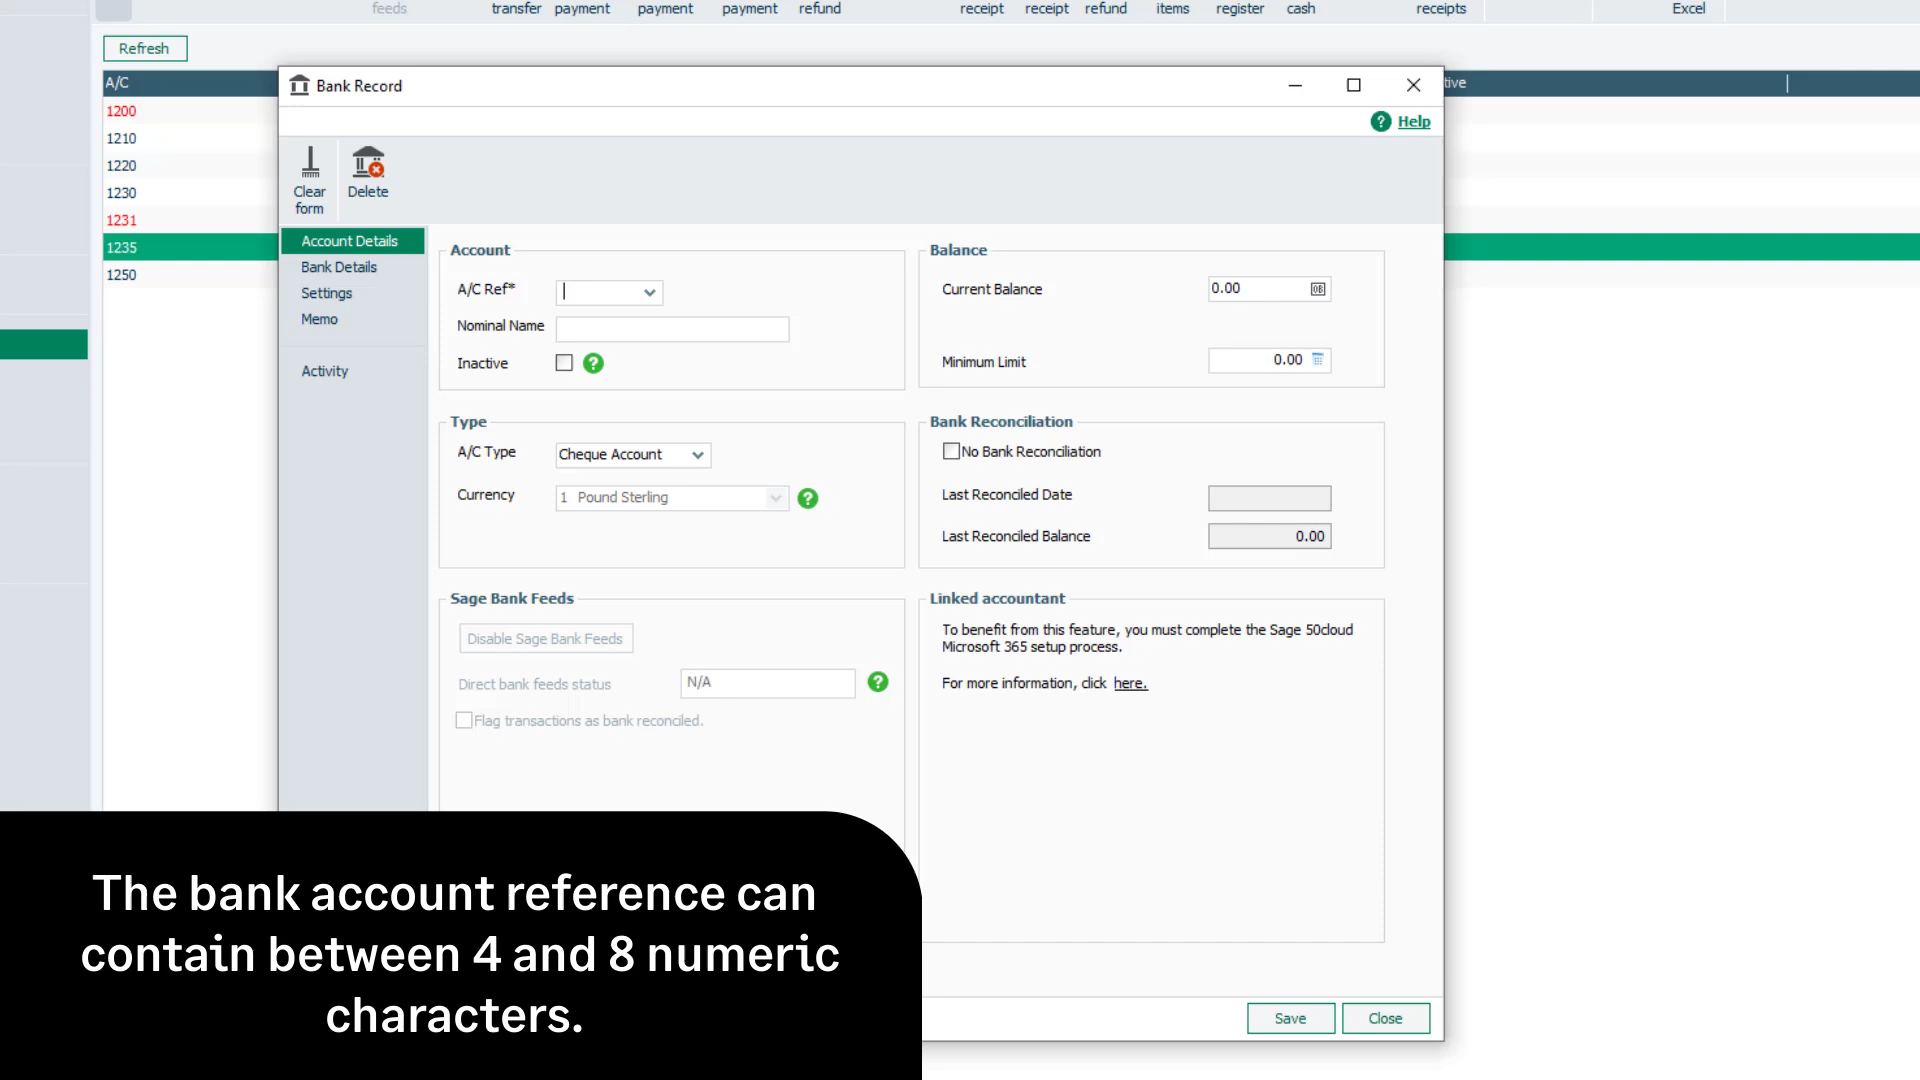 feeds transfer payment payment payment refund receipt receipt refund items register cash receipts Excel
Refresh
A/C
1200
1210
1220
1230
1231
1235
1250
tive
Bank Record
? Help
Clear form
Delete
Account Details
Bank Details
Settings
Memo
Activity
Account
A/C Ref*
Nominal Name
Inactive ?
Balance
Current Balance 0.00 OB
Minimum Limit 0.00
Type
A/C Type Cheque Account
Currency 1 Pound Sterling ?
Bank Reconciliation
No Bank Reconciliation
Last Reconciled Date
Last Reconciled Balance 0.00
Sage Bank Feeds
Disable Sage Bank Feeds
Direct bank feeds status N/A ?
Flag transactions as bank reconciled.
Linked accountant
To benefit from this feature, you must complete the Sage 50cloud
Microsoft 365 setup process.
For more information, click here.
Save Close
The bank account reference can
contain between 4 and 8 numeric
characters.